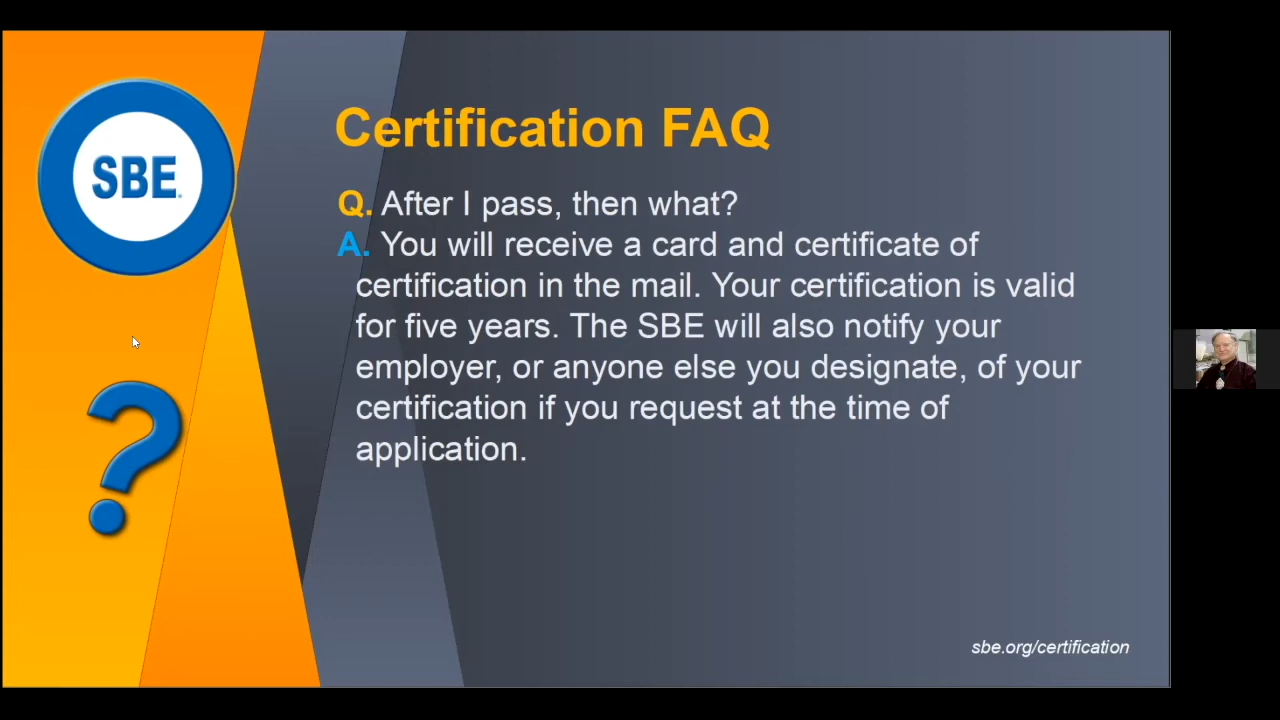 SBE
Certification FAQ
Q. After I pass, then what?
A. You will receive a card and certificate of
certification in the mail. Your certification is valid
for five years. The SBE will also notify your
employer, or anyone else you designate, of your
certification if you request at the time of
application.
?
sbe.org/certification